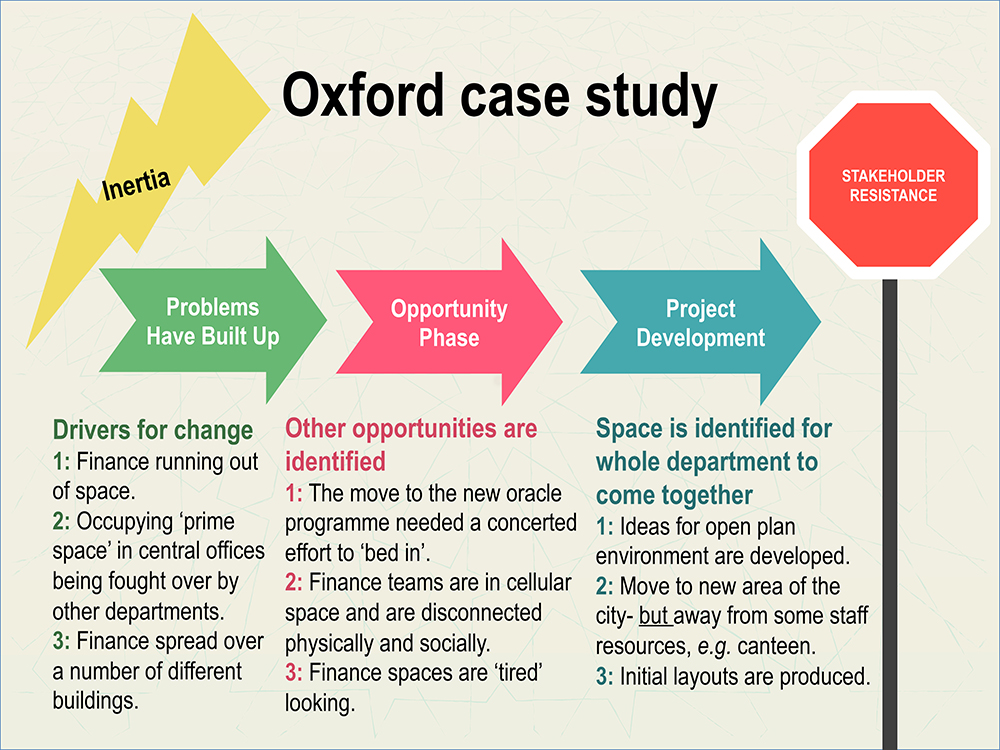 Oxford case study
Inertia
STAKEHOLDER
RESISTANCE
Problems
Have Built Up
Opportunity
Phase
Project
Development
Drivers for change
1: Finance running out
of space.
2: Occupying ‘prime
space’ in central offices
being fought over by
other departments.
3: Finance spread over
a number of different
buildings.
Other opportunities are
identified
1: The move to the new oracle
programme needed a concerted
effort to ‘bed in’.
2: Finance teams are in cellular
space and are disconnected
physically and socially.
3: Finance spaces are ‘tired’
looking.
Space is identified for
whole department to
come together
1: Ideas for open plan
environment are developed.
2: Move to new area of the
city- but away from some staff
resources, e.g. canteen.
3: Initial layouts are produced.